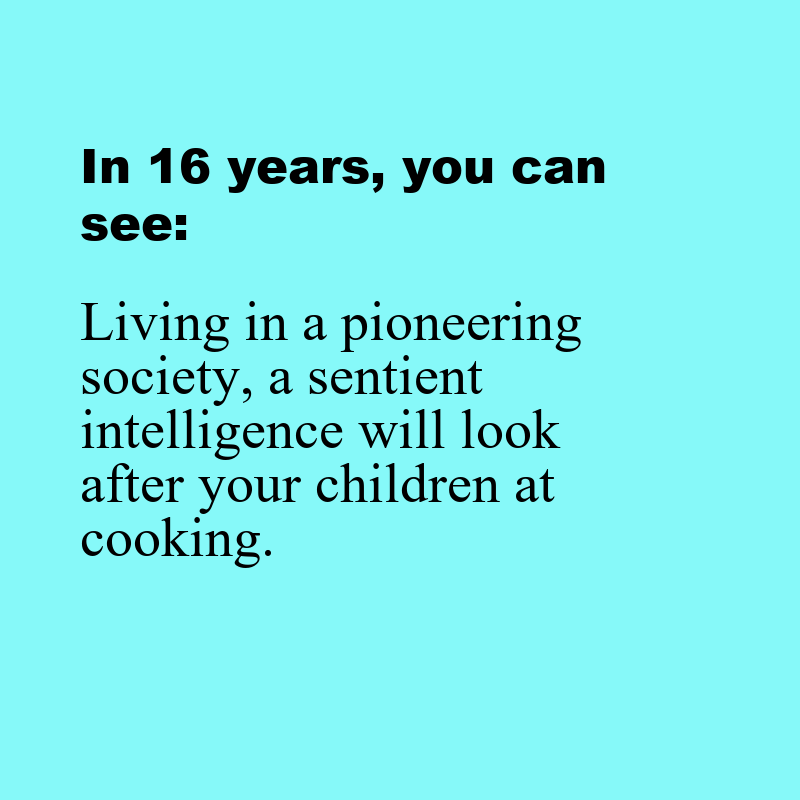 In 16 years, you can
see:
Living in a pioneering
society, a sentient
intelligence will look
after your children at
cooking.